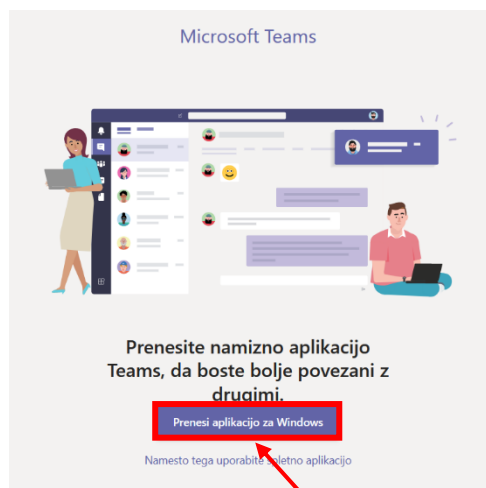 Microsoft Teams
Prenesite namizno aplikacijo
Teams, da boste bolje povezani z
drugimi.
Prenesi aplikacijo za Windows
Namesto tega uporabite spletno aplikacijo